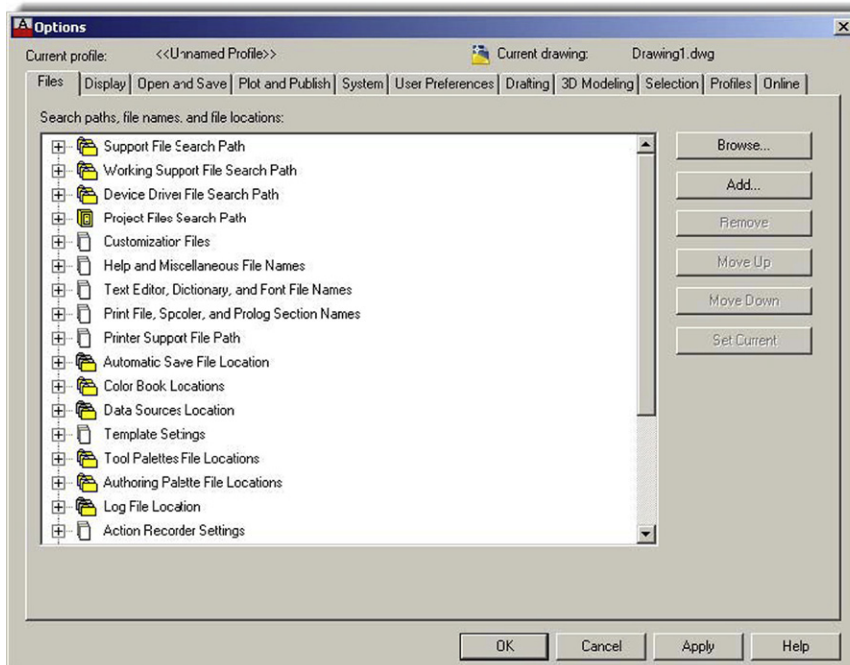 Options
Current profile: <<Unnamed Profile>> Current drawing: Drawing1.dwg
Files Display Open and Save Plot and Publish System User Preferences Drafting 3D Modeling Selection Profiles Online
Search paths, file names, and file locations:
Support File Search Path
Working Support File Search Path
Device Driver File Search Path
Project Files Search Path
Customization Files
Help and Miscellaneous File Names
Text Editor, Dictionary, and Font File Names
Print File, Spooler, and Prolog Section Names
Printer Support File Path
Automatic Save File Location
Color Book Locations
Data Sources Location
Template Settings
Tool Palettes File Locations
Authoring Palette File Locations
Log File Location
Action Recorder Settings
Browse...
Add...
Remove
Move Up
Move Down
Set Current
OK Cancel Apply Help